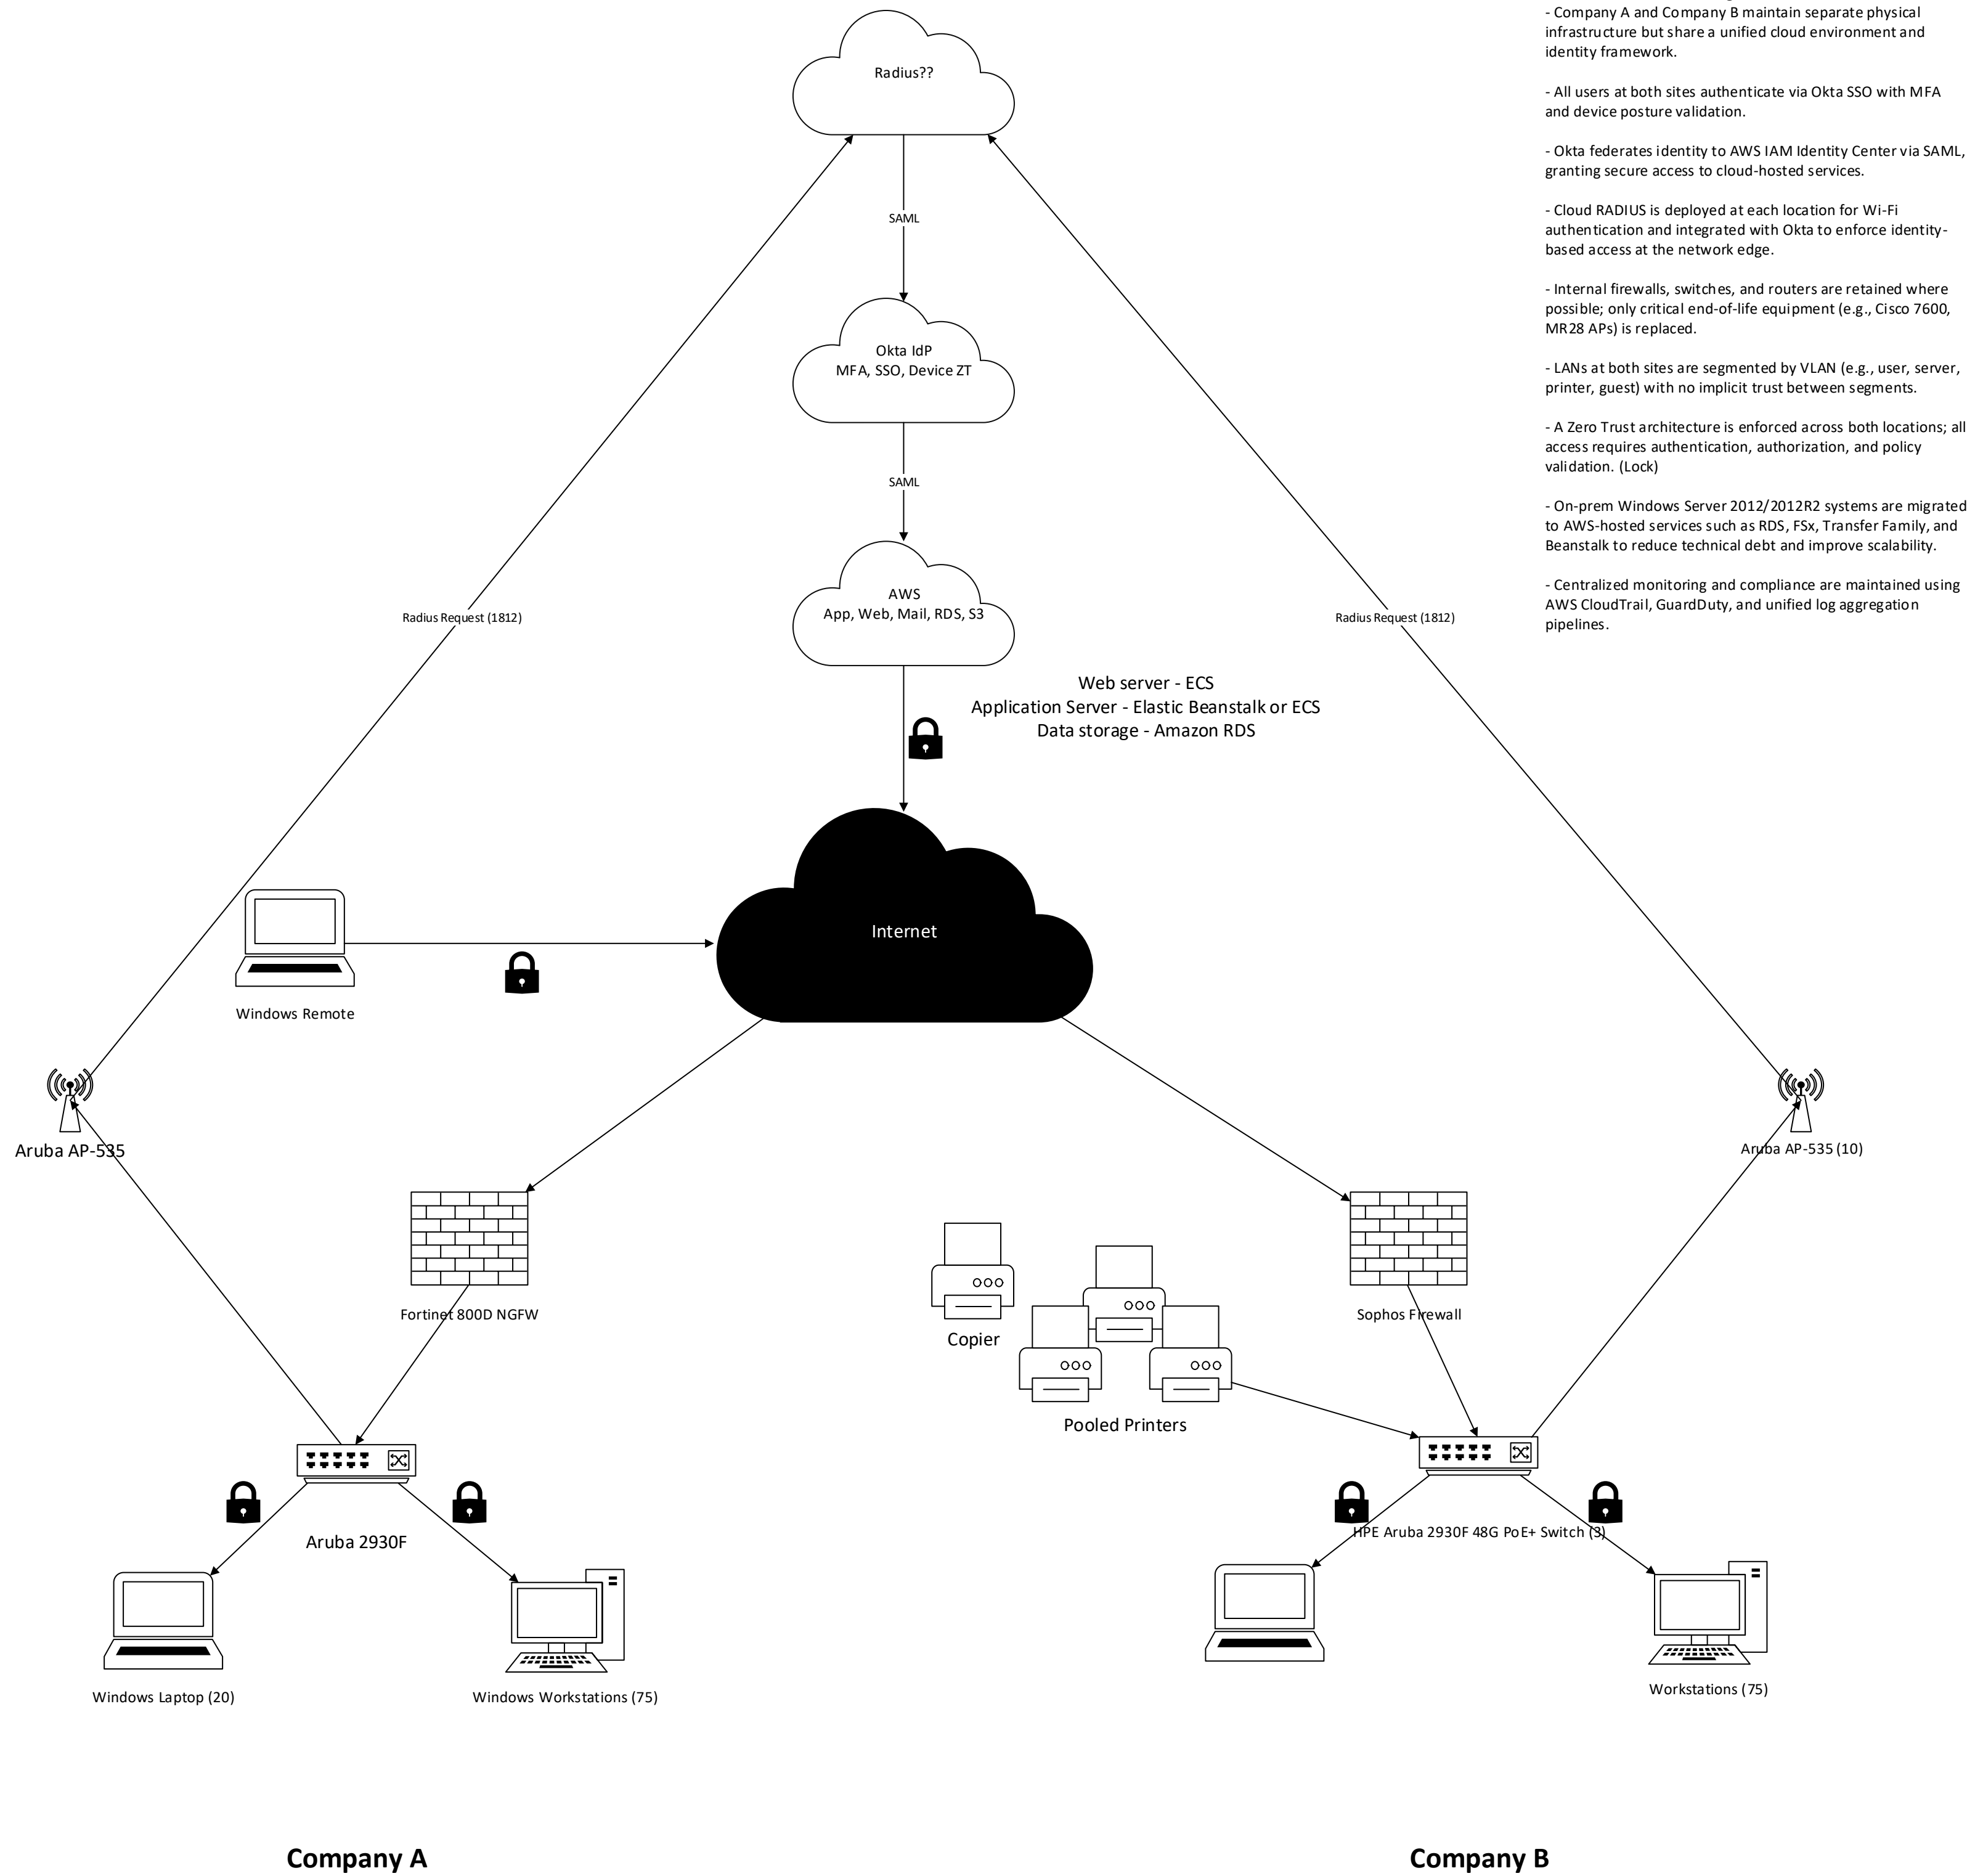 - Company A and Company B maintain separate physical
infrastructure but share a unified cloud environment and
identity framework.
- All users at both sites authenticate via Okta SSO with MFA
and device posture validation.
- Okta federates identity to AWS IAM Identity Center via SAML,
granting secure access to cloud-hosted services.
- Cloud RADIUS is deployed at each location for Wi-Fi
authentication and integrated with Okta to enforce identity-
based access at the network edge.
- Internal firewalls, switches, and routers are retained where
possible; only critical end-of-life equipment (e.g., Cisco 7600,
MR28 APs) is replaced.
- LANs at both sites are segmented by VLAN (e.g., user, server,
printer, guest) with no implicit trust between segments.
- A Zero Trust architecture is enforced across both locations; all
access requires authentication, authorization, and policy
validation. (Lock)
- On-prem Windows Server 2012/2012R2 systems are migrated
to AWS-hosted services such as RDS, FSx, Transfer Family, and
Beanstalk to reduce technical debt and improve scalability.
- Centralized monitoring and compliance are maintained using
AWS CloudTrail, GuardDuty, and unified log aggregation
pipelines.
Radius??
SAML
Okta IdP
MFA, SSO, Device ZT
SAML
AWS
App, Web, Mail, RDS, S3
Radius Request (1812)
Radius Request (1812)
Web server - ECS
Application Server - Elastic Beanstalk or ECS
Data storage - Amazon RDS
Internet
Windows Remote
Aruba AP-535
Aruba AP-535 (10)
Fortinet 800D NGFW
Copier
Sophos Firewall
Pooled Printers
Aruba 2930F
HPE Aruba 2930F 48G PoE+ Switch (3)
Windows Laptop (20)
Windows Workstations (75)
Workstations (75)
Company A
Company B